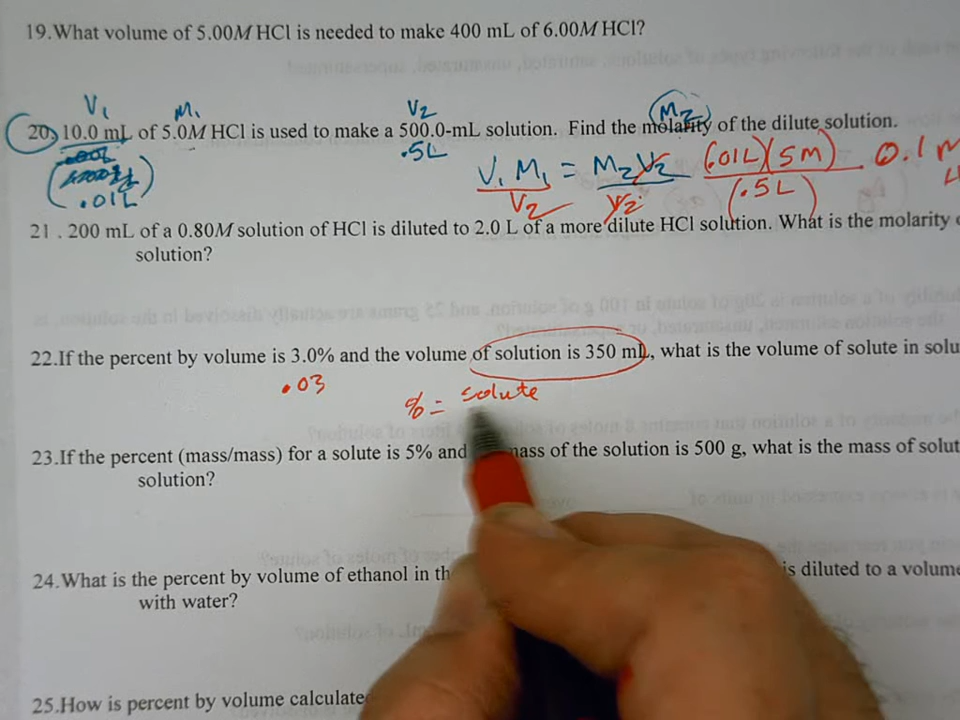 19.What volume of 5.00M HCl is needed to make 400 mL of 6.00M HCl?
V₁ M₁ V₂ M₂
20. 10.0 mL of 5.0M HCl is used to make a 500.0-mL solution. Find the molarity of the dilute solution.
.5L
.01L
V₁ M₁ = M₂ V₂ (.01L)(5M) 0.1 M
V₂ V₂ (.5L)
21 . 200 mL of a 0.80M solution of HCl is diluted to 2.0 L of a more dilute HCl solution. What is the molarity
solution?
22.If the percent by volume is 3.0% and the volume of solution is 350 mL, what is the volume of solute in solu
.03
% = solute
23.If the percent (mass/mass) for a solute is 5% and mass of the solution is 500 g, what is the mass of solut
solution?
24.What is the percent by volume of ethanol in th is diluted to a volume
with water?
25.How is percent by volume calculate